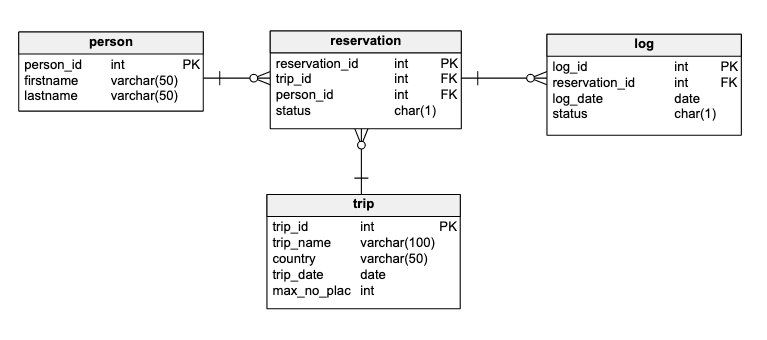 person
person_id int PK
firstname varchar(50)
lastname varchar(50)
reservation
reservation_id int PK
trip_id int FK
person_id int FK
status char(1)
log
log_id int PK
reservation_id int FK
log_date date
status char(1)
trip
trip_id int PK
trip_name varchar(100)
country varchar(50)
trip_date date
max_no_plac int